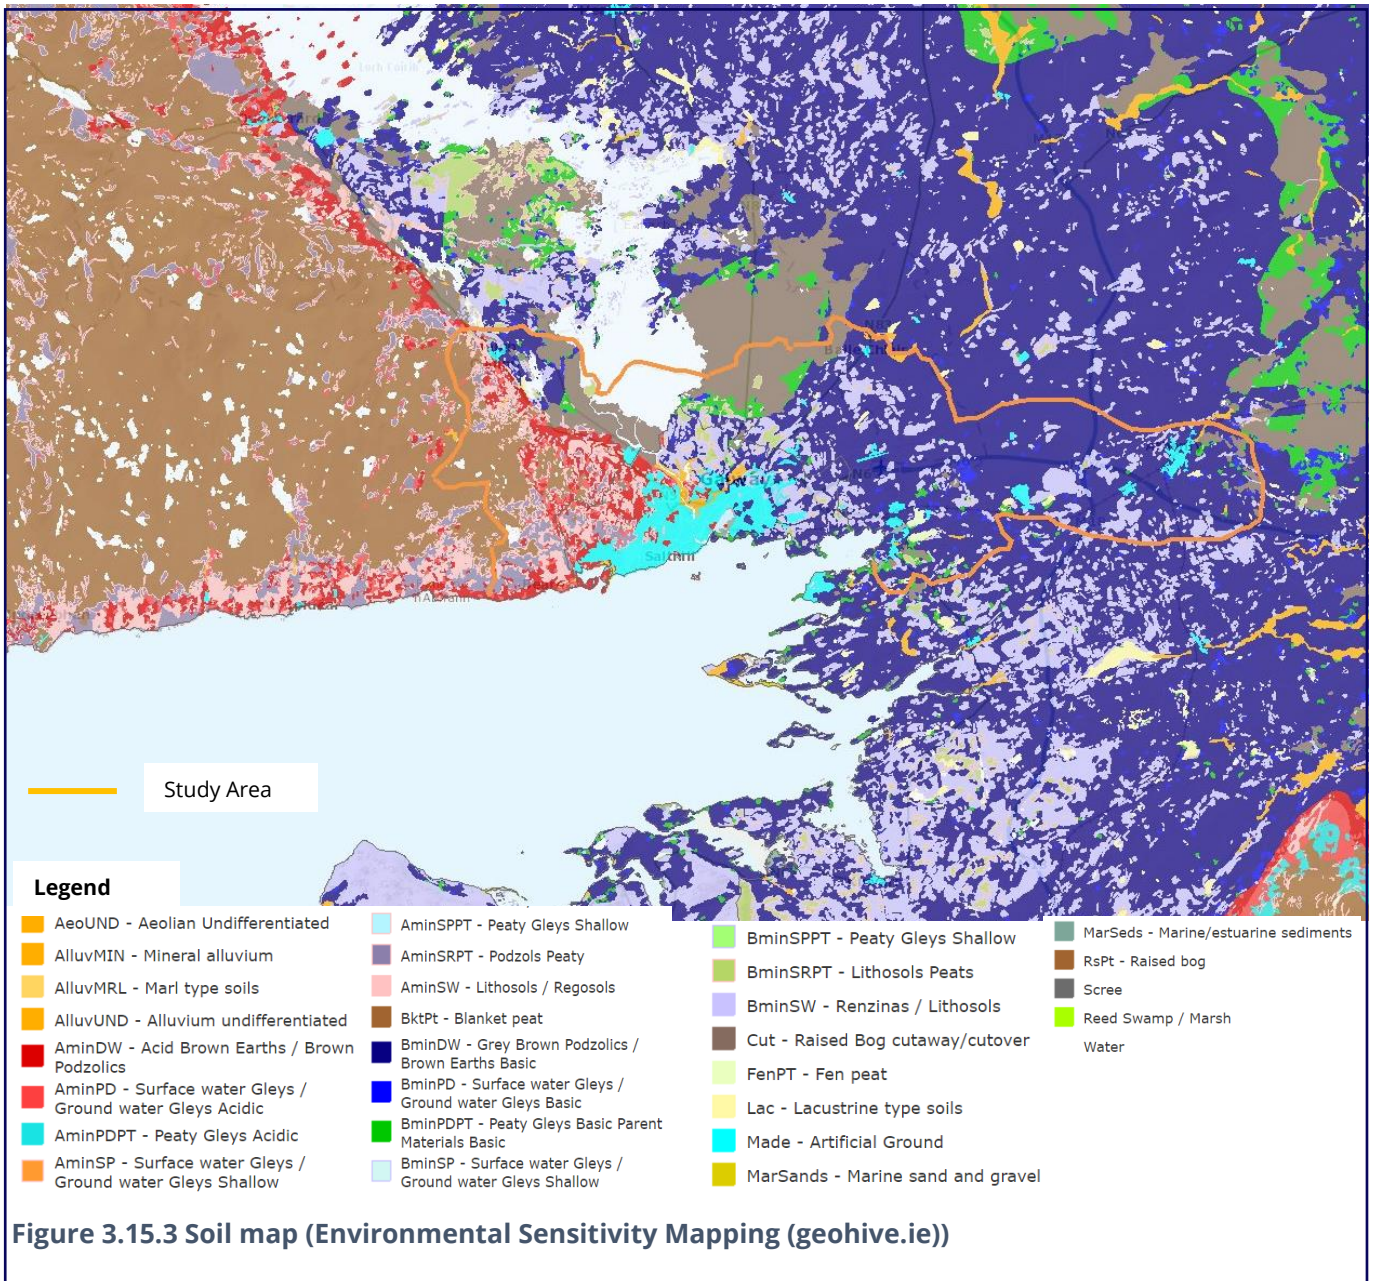 Loch Coirib
Galway
Salthill
Study Area
Legend
AeoUND - Aeolian Undifferentiated
AlluvMIN - Mineral alluvium
AlluvMRL - Marl type soils
AlluvUND - Alluvium undifferentiated
AminDW - Acid Brown Earths / Brown
Podzolics
AminPD - Surface water Gleys /
Ground water Gleys Acidic
AminPDPT - Peaty Gleys Acidic
AminSP - Surface water Gleys /
Ground water Gleys Shallow
AminSPPT - Peaty Gleys Shallow
AminSRPT - Podzols Peaty
AminSW - Lithosols / Regosols
BktPt - Blanket peat
BminDW - Grey Brown Podzolics /
Brown Earths Basic
BminPD - Surface water Gleys /
Ground water Gleys Basic
BminPDPT - Peaty Gleys Basic Parent
Materials Basic
BminSP - Surface water Gleys /
Ground water Gleys Shallow
BminSPPT - Peaty Gleys Shallow
BminSRPT - Lithosols Peats
BminSW - Renzinas / Lithosols
Cut - Raised Bog cutaway/cutover
FenPT - Fen peat
Lac - Lacustrine type soils
Made - Artificial Ground
MarSands - Marine sand and gravel
MarSeds - Marine/estuarine sediments
RsPt - Raised bog
Scree
Reed Swamp / Marsh
Water
Figure 3.15.3 Soil map (Environmental Sensitivity Mapping (geohive.ie))